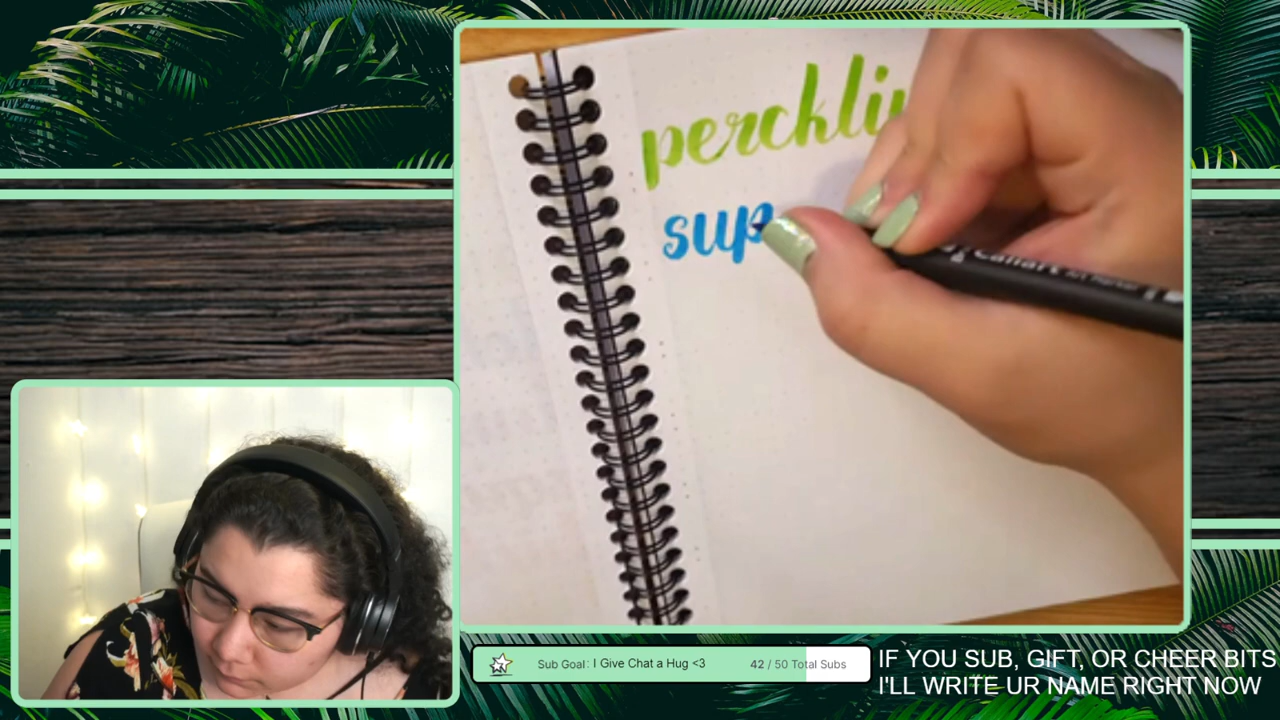 perckli
sup
Sub Goal: I Give Chat a Hug <3 42 / 50 Total Subs
IF YOU SUB, GIFT, OR CHEER BITS
I'LL WRITE UR NAME RIGHT NOW